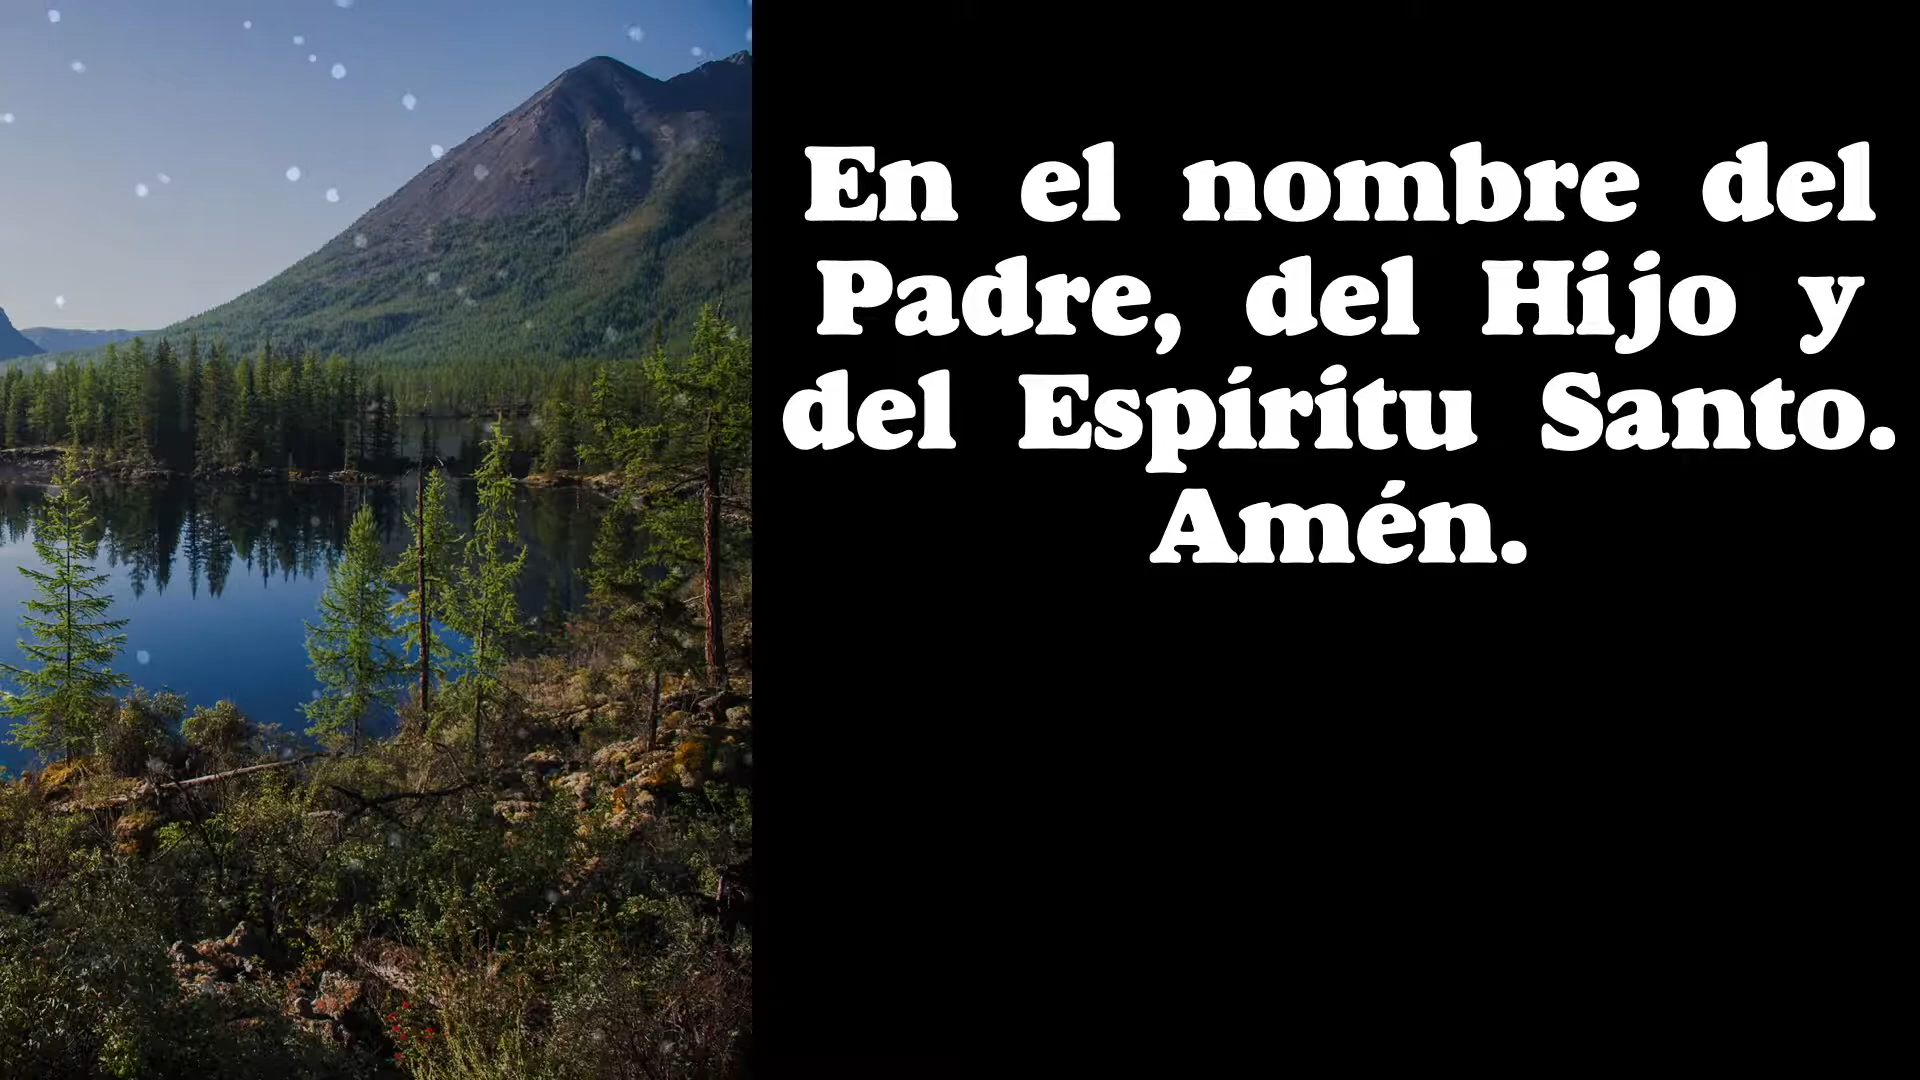 En el nombre del
Padre, del Hijo y
del Espíritu Santo.
Amén.